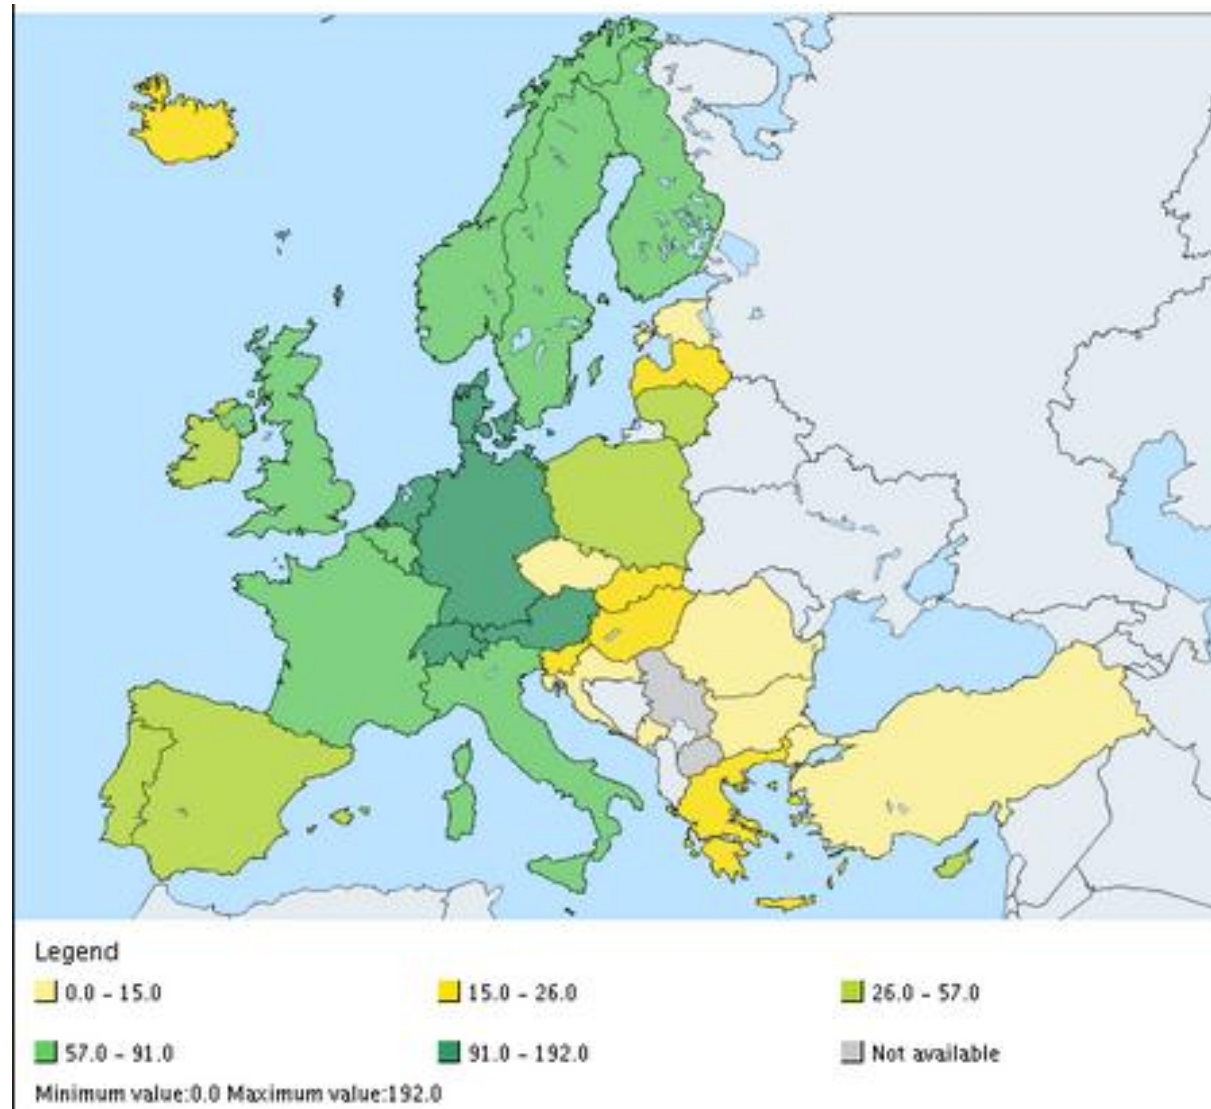 Legend
0.0 - 15.0 15.0 - 26.0 26.0 - 57.0
57.0 - 91.0 91.0 - 192.0 Not available
Minimum value:0.0 Maximum value:192.0